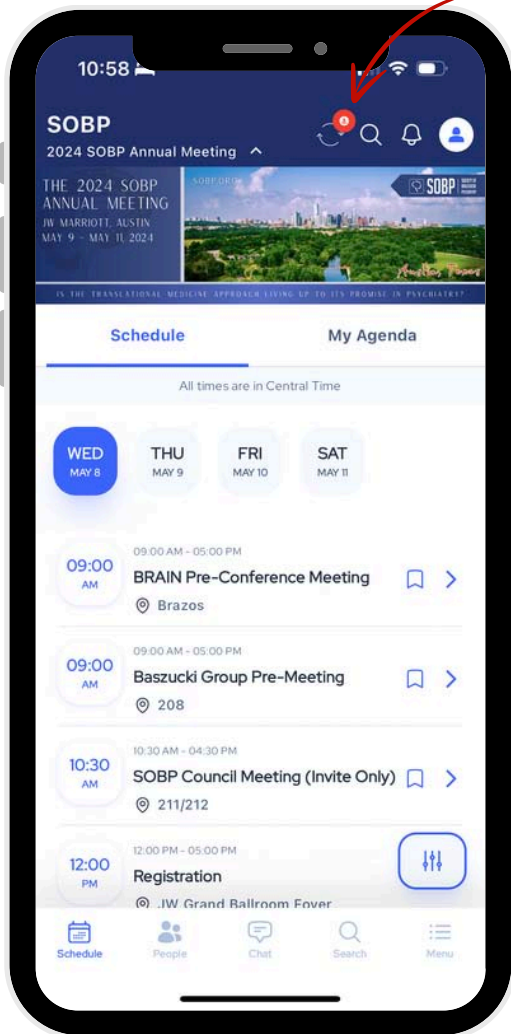 10:58
SOBP
2024 SOBP Annual Meeting
THE 2024 SOBP
ANNUAL MEETING
JW MARRIOTT, AUSTIN
MAY 9 - MAY 11, 2024
SOBP.ORG
SOBP
Austin, Texas
IS THE TRANSLATIONAL MEDICINE APPROACH LIVING UP TO ITS PROMISE IN PSYCHIATRY?
Schedule
My Agenda
All times are in Central Time
WED
MAY 8
THU
MAY 9
FRI
MAY 10
SAT
MAY 11
09:00
AM
09:00 AM - 05:00 PM
BRAIN Pre-Conference Meeting
Brazos
09:00
AM
09:00 AM - 05:00 PM
Baszucki Group Pre-Meeting
208
10:30
AM
10:30 AM - 04:30 PM
SOBP Council Meeting (Invite Only)
211/212
12:00
PM
12:00 PM - 05:00 PM
Registration
JW Grand Ballroom Foyer
Schedule
People
Chat
Search
Menu